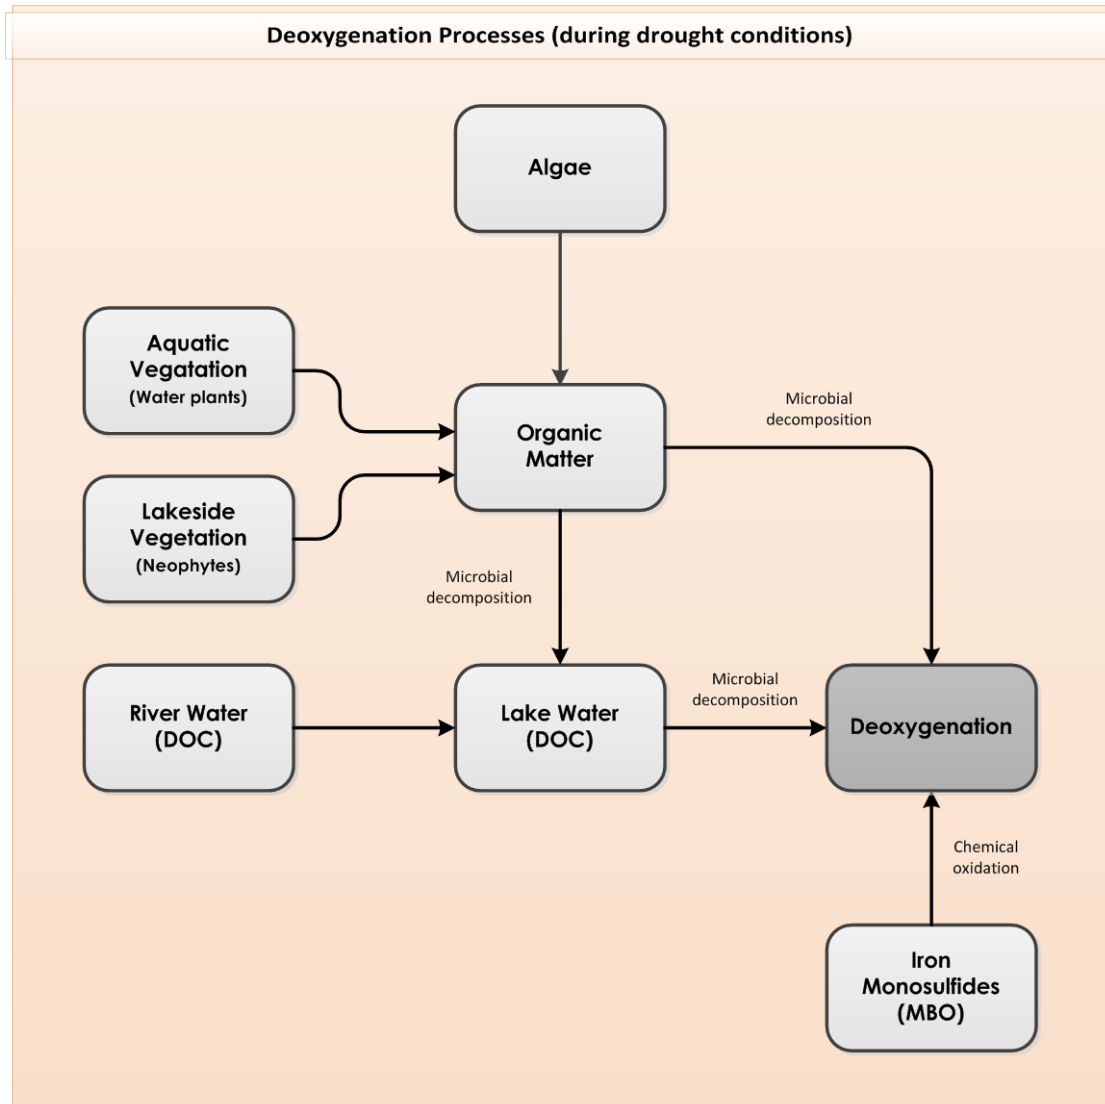 Deoxygenation Processes (during drought conditions)
Algae
Aquatic
Vegatation
(Water plants)
Organic
Matter
Microbial
decomposition
Lakeside
Vegetation
(Neophytes)
Microbial
decomposition
River Water
(DOC)
Lake Water
(DOC)
Microbial
decomposition
Deoxygenation
Chemical
oxidation
Iron
Monosulfides
(MBO)